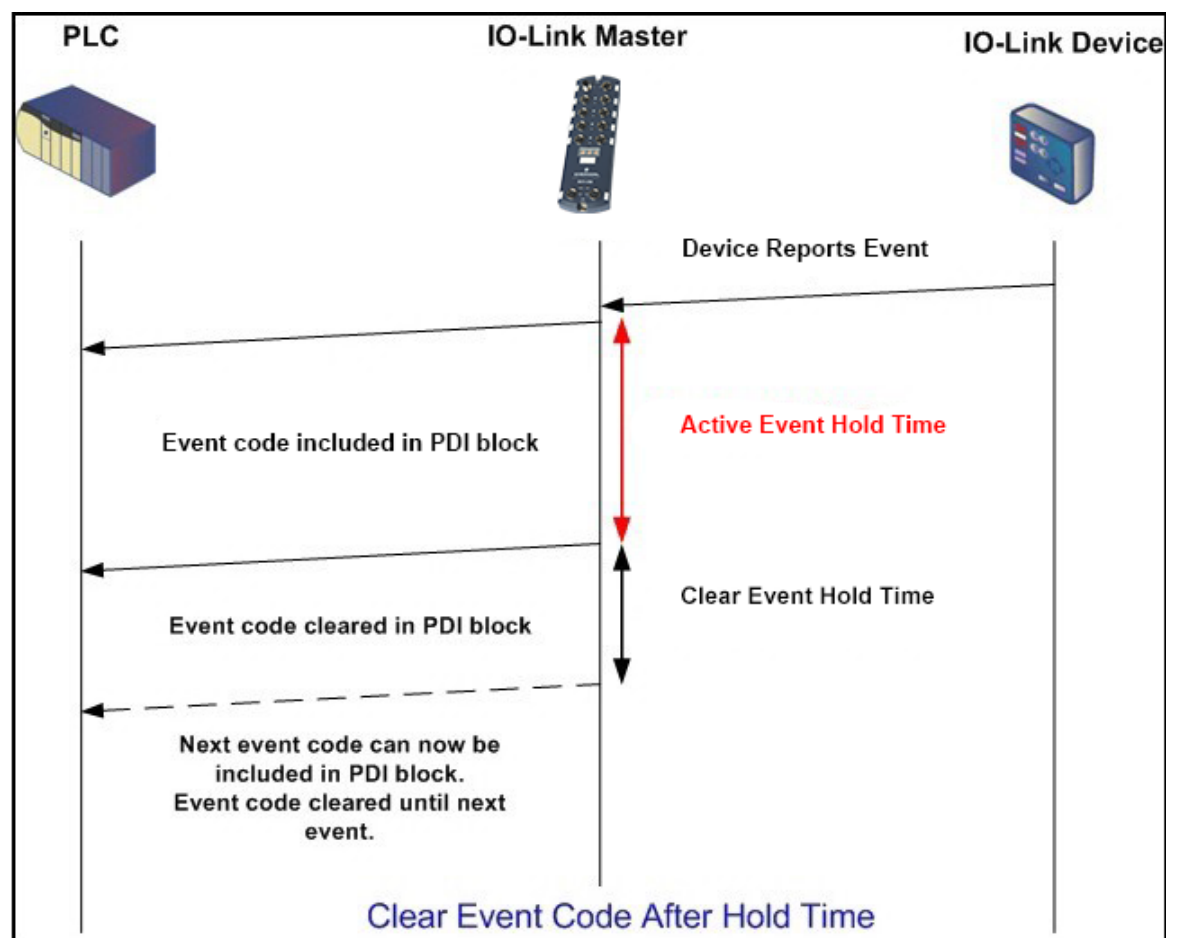 PLC
IO-Link Master
IO-Link Device
Device Reports Event
Active Event Hold Time
Event code included in PDI block
Clear Event Hold Time
Event code cleared in PDI block
Next event code can now be
included in PDI block.
Event code cleared until next
event.
Clear Event Code After Hold Time